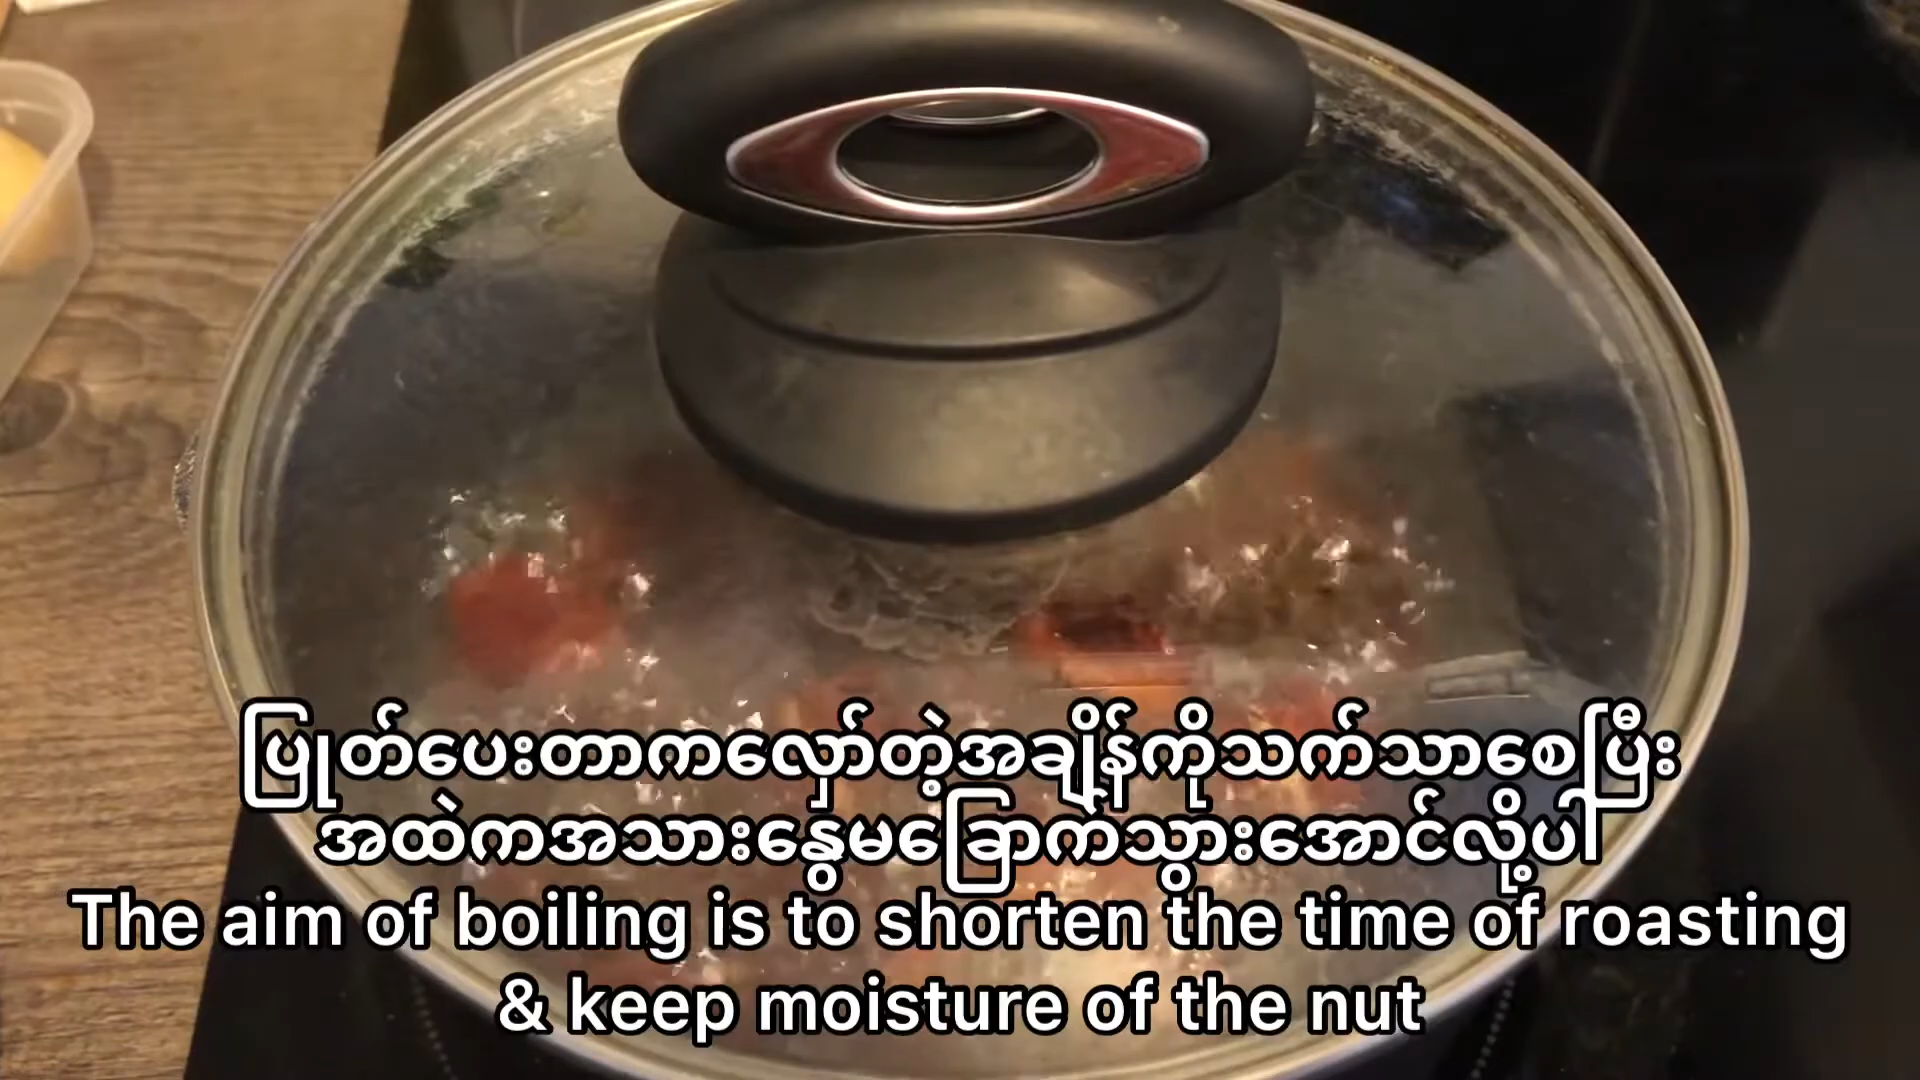 ပြုတ်ပေးတာကလှော်တဲ့အချိန်ကိုသက်သာစေပြီး
အထဲကအသားနွေမခြောက်သွားအောင်လို့ပါ
The aim of boiling is to shorten the time of roasting
& keep moisture of the nut